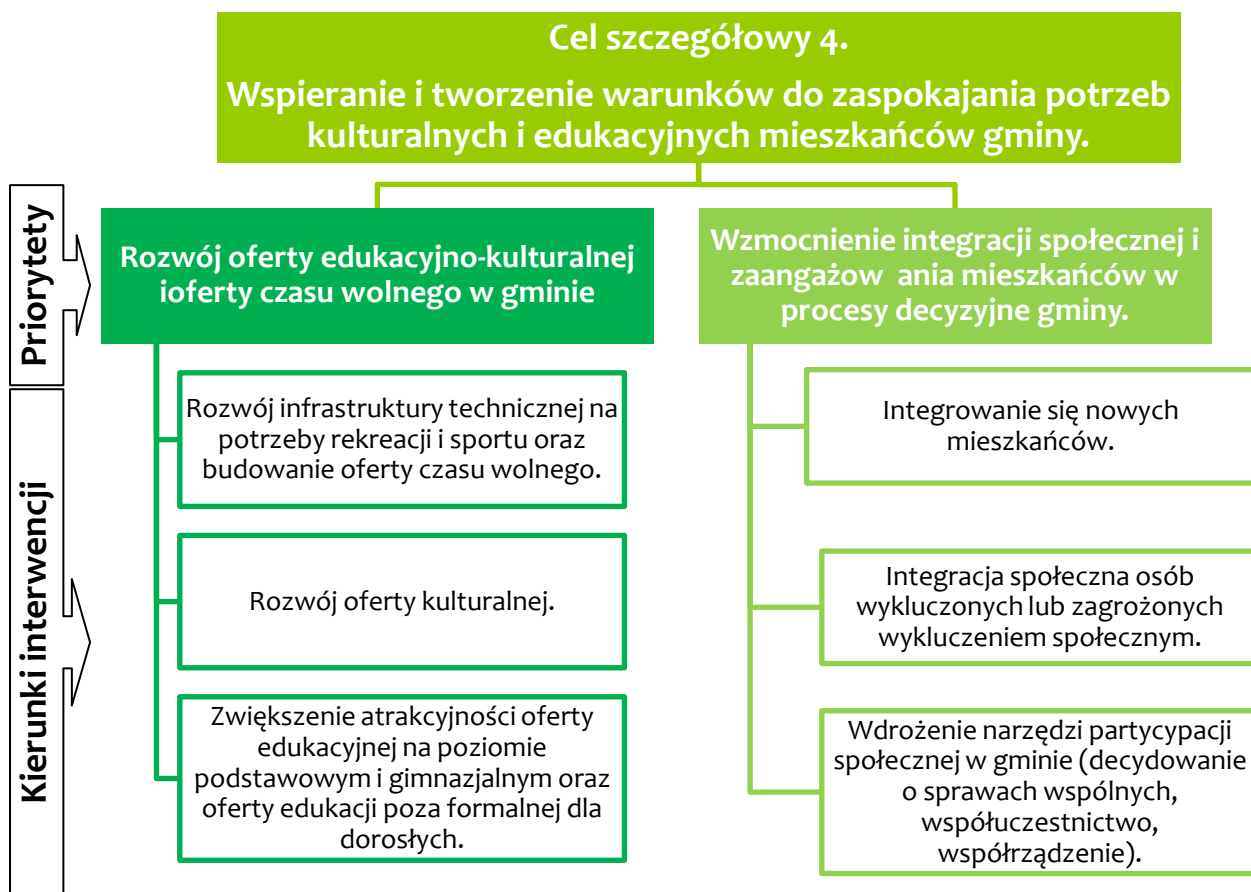 Cel szczegółowy 4.
Wspieranie i tworzenie warunków do zaspokajania potrzeb
kulturalnych i edukacyjnych mieszkańców gminy.
Priorytety
Rozwój oferty edukacyjno-kulturalnej
ioferty czasu wolnego w gminie
Wzmocnienie integracji społecznej i
zaangażow ania mieszkańców w
procesy decyzyjne gminy.
Kierunki interwencji
Rozwój infrastruktury technicznej na
potrzeby rekreacji i sportu oraz
budowanie oferty czasu wolnego.
Rozwój oferty kulturalnej.
Zwiększenie atrakcyjności oferty
edukacyjnej na poziomie
podstawowym i gimnazjalnym oraz
oferty edukacji poza formalnej dla
dorosłych.
Integrowanie się nowych
mieszkańców.
Integracja społeczna osób
wykluczonych lub zagrożonych
wykluczeniem społecznym.
Wdrożenie narzędzi partycypacji
społecznej w gminie (decydowanie
o sprawach wspólnych,
współuczestnictwo,
współrządzenie).